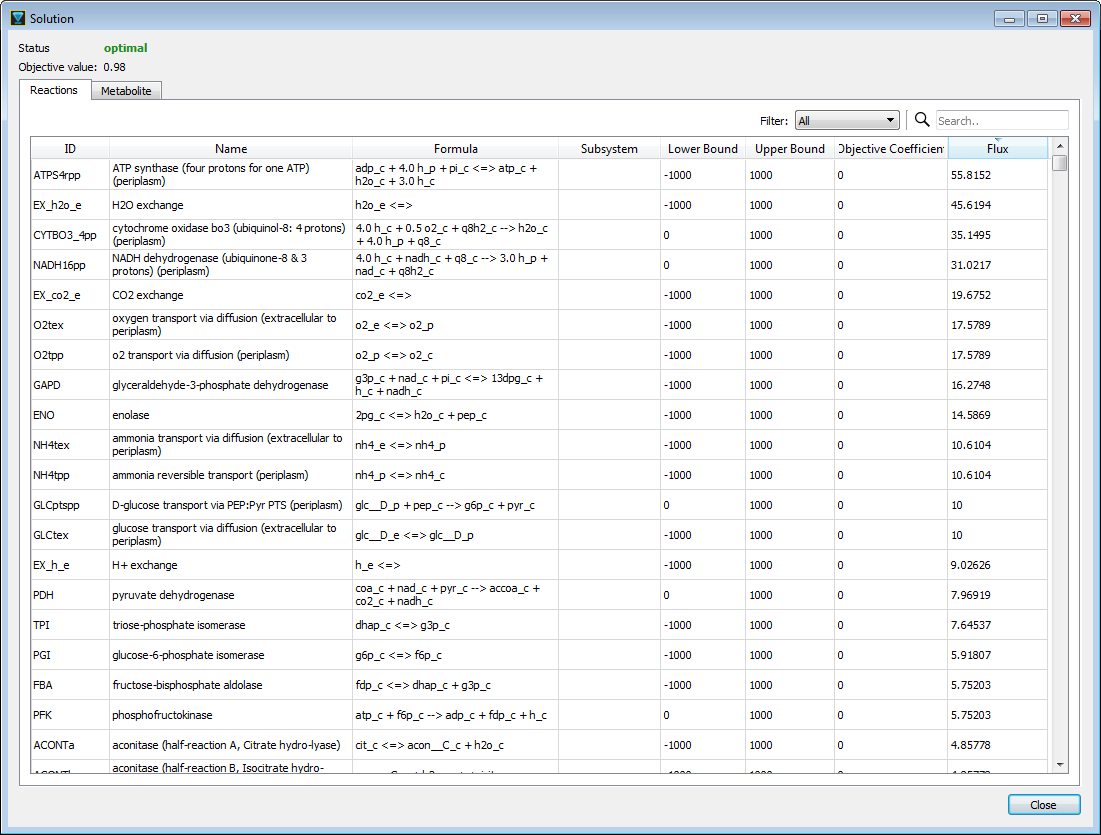 Solution
Status optimal
Objective value: 0.98
Reactions Metabolite
Filter: All Search..
ID Name Formula Subsystem Lower Bound Upper Bound Objective Coefficien Flux
ATPS4rpp ATP synthase (four protons for one ATP) (periplasm) adp_c + 4.0 h_p + pi_c <=> atp_c + h2o_c + 3.0 h_c -1000 1000 0 55.8152
EX_h2o_e H2O exchange h2o_e <=> -1000 1000 0 45.6194
CYTBO3_4pp cytochrome oxidase bo3 (ubiquinol-8: 4 protons) (periplasm) 4.0 h_c + 0.5 o2_c + q8h2_c --> h2o_c + 4.0 h_p + q8_c 0 1000 0 35.1495
NADH16pp NADH dehydrogenase (ubiquinone-8 & 3 protons) (periplasm) 4.0 h_c + nadh_c + q8_c --> 3.0 h_p + nad_c + q8h2_c 0 1000 0 31.0217
EX_co2_e CO2 exchange co2_e <=> -1000 1000 0 19.6752
O2tex oxygen transport via diffusion (extracellular to periplasm) o2_e <=> o2_p -1000 1000 0 17.5789
O2tpp o2 transport via diffusion (periplasm) o2_p <=> o2_c -1000 1000 0 17.5789
GAPD glyceraldehyde-3-phosphate dehydrogenase g3p_c + nad_c + pi_c <=> 13dpg_c + h_c + nadh_c -1000 1000 0 16.2748
ENO enolase 2pg_c <=> h2o_c + pep_c -1000 1000 0 14.5869
NH4tex ammonia transport via diffusion (extracellular to periplasm) nh4_e <=> nh4_p -1000 1000 0 10.6104
NH4tpp ammonia reversible transport (periplasm) nh4_p <=> nh4_c -1000 1000 0 10.6104
GLCptspp D-glucose transport via PEP:Pyr PTS (periplasm) glc__D_p + pep_c --> g6p_c + pyr_c 0 1000 0 10
GLCtex glucose transport via diffusion (extracellular to periplasm) glc__D_e <=> glc__D_p -1000 1000 0 10
EX_h_e H+ exchange h_e <=> -1000 1000 0 9.02626
PDH pyruvate dehydrogenase coa_c + nad_c + pyr_c --> accoa_c + co2_c + nadh_c 0 1000 0 7.96919
TPI triose-phosphate isomerase dhap_c <=> g3p_c -1000 1000 0 7.64537
PGI glucose-6-phosphate isomerase g6p_c <=> f6p_c -1000 1000 0 5.91807
FBA fructose-bisphosphate aldolase fdp_c <=> dhap_c + g3p_c -1000 1000 0 5.75203
PFK phosphofructokinase atp_c + f6p_c --> adp_c + fdp_c + h_c 0 1000 0 5.75203
ACONTa aconitase (half-reaction A, Citrate hydro-lyase) cit_c <=> acon__C_c + h2o_c -1000 1000 0 4.85778
aconitase (half-reaction B, Isocitrate hydro-
Close